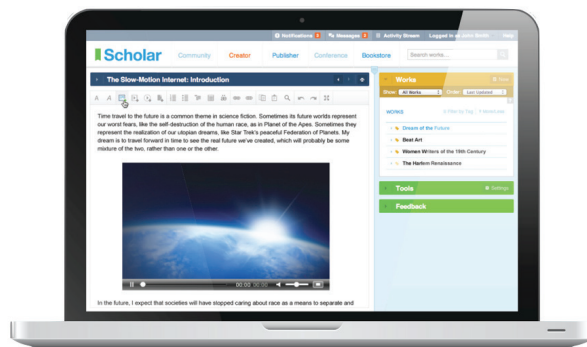 Notifications Messages Activity Stream Logged in as John Smith Help
Scholar Community Creator Publisher Conference Bookstore Search works...
The Slow-Motion Internet: Introduction
Time travel to the future is a common theme in science fiction. Sometimes its future worlds represent
our worst fears, like the self-destruction of the human race, as in Planet of the Apes. Sometimes they
represent the realization of our utopian dreams, like Star Trek's peaceful Federation of Planets. My
dream is to travel forward in time to see the real future we've created, which will probably be some
mixture of the two, rather than one or the other.
00:00
In the future, I expect that societies will have stopped caring about race as a means to separate and
Works
Show: All Works Order: Last Updated
WORKS
Dream of the Future
Beat Art
Women Writers of the 19th Century
The Harlem Renaissance
Tools Settings
Feedback